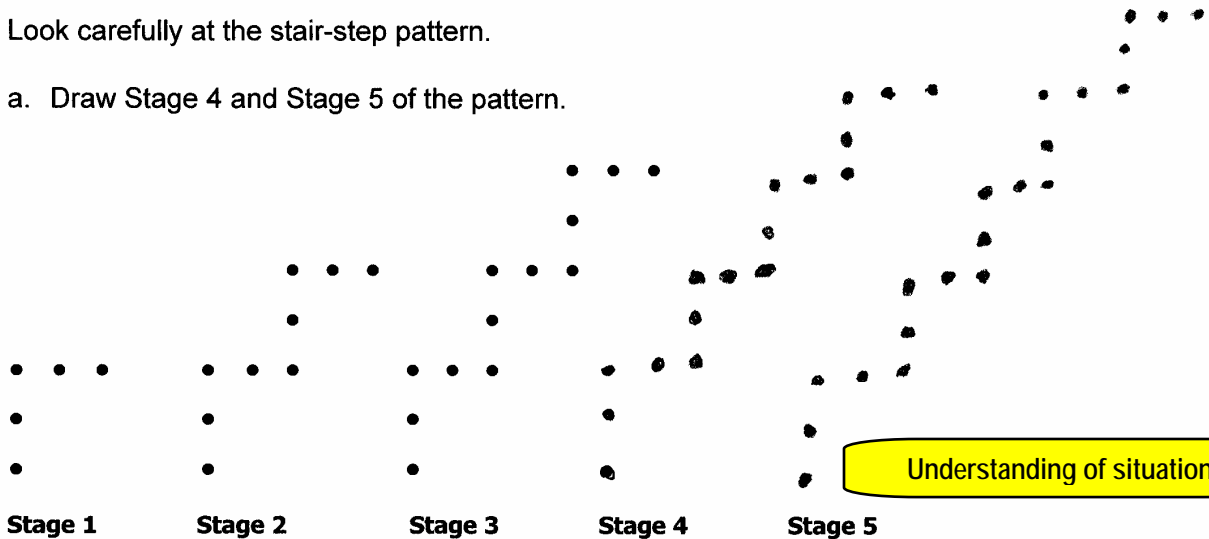 Look carefully at the stair-step pattern.
a. Draw Stage 4 and Stage 5 of the pattern.
Understanding of situation
Stage 1 Stage 2 Stage 3 Stage 4 Stage 5